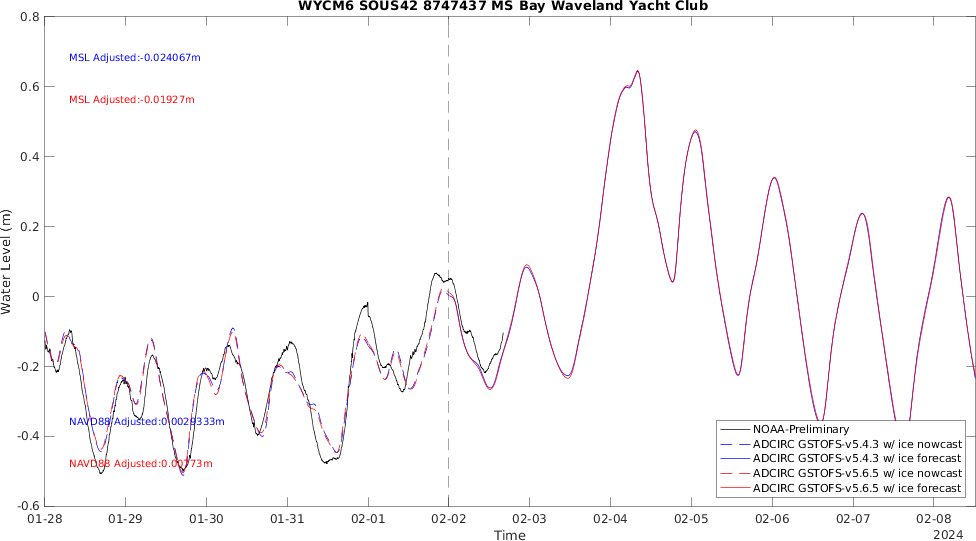 WYCM6 SOUS42 8747437 MS Bay Waveland Yacht Club
0.8
MSL Adjusted:-0.024067m
0.6
MSL Adjusted:-0.01927m
0.4
0.2
Water Level (m)
0
-0.2
NAVD88 Adjusted:0.0029333m
NOAA-Preliminary
-0.4
ADCIRC GSTOFS-v5.4.3 w/ ice nowcast
ADCIRC GSTOFS-v5.4.3 w/ ice forecast
NAVD88 Adjusted:0.00773m
ADCIRC GSTOFS-v5.6.5 w/ ice nowcast
ADCIRC GSTOFS-v5.6.5 w/ ice forecast
-0.6
01-28 01-29 01-30 01-31 02-01 02-02 02-03 02-04 02-05 02-06 02-07 02-08
Time
2024